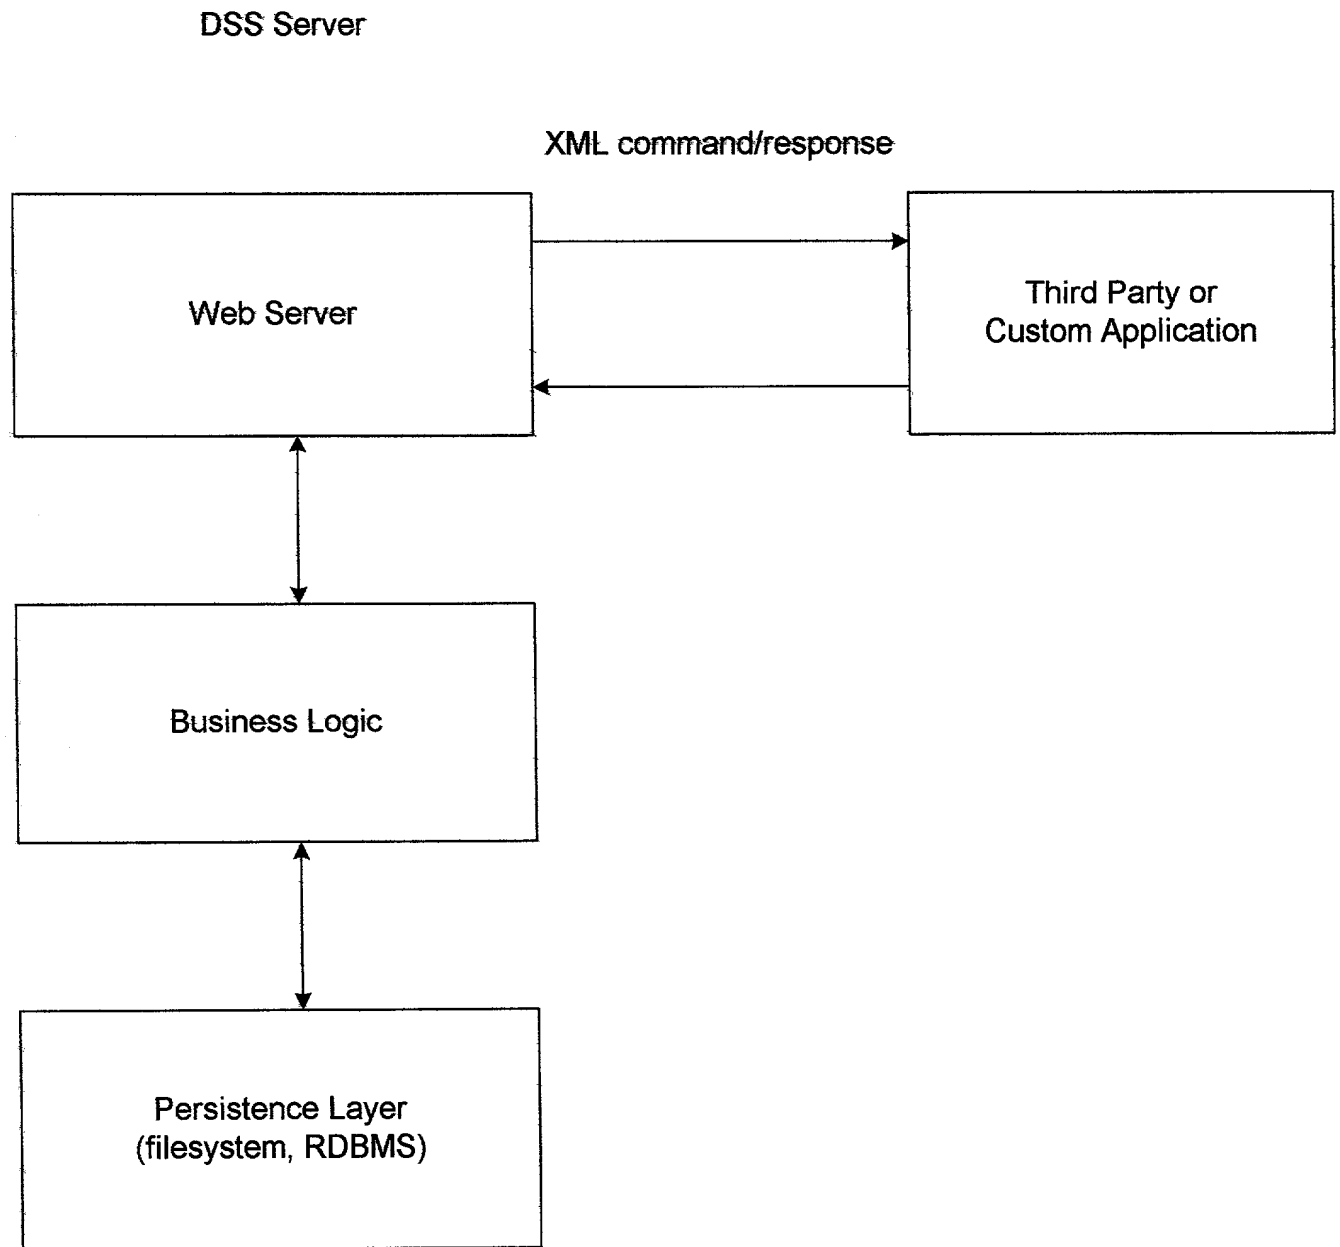 DSS Server
XML command/response
Web Server
Third Party or
Custom Application
Business Logic
Persistence Layer
(filesystem, RDBMS)